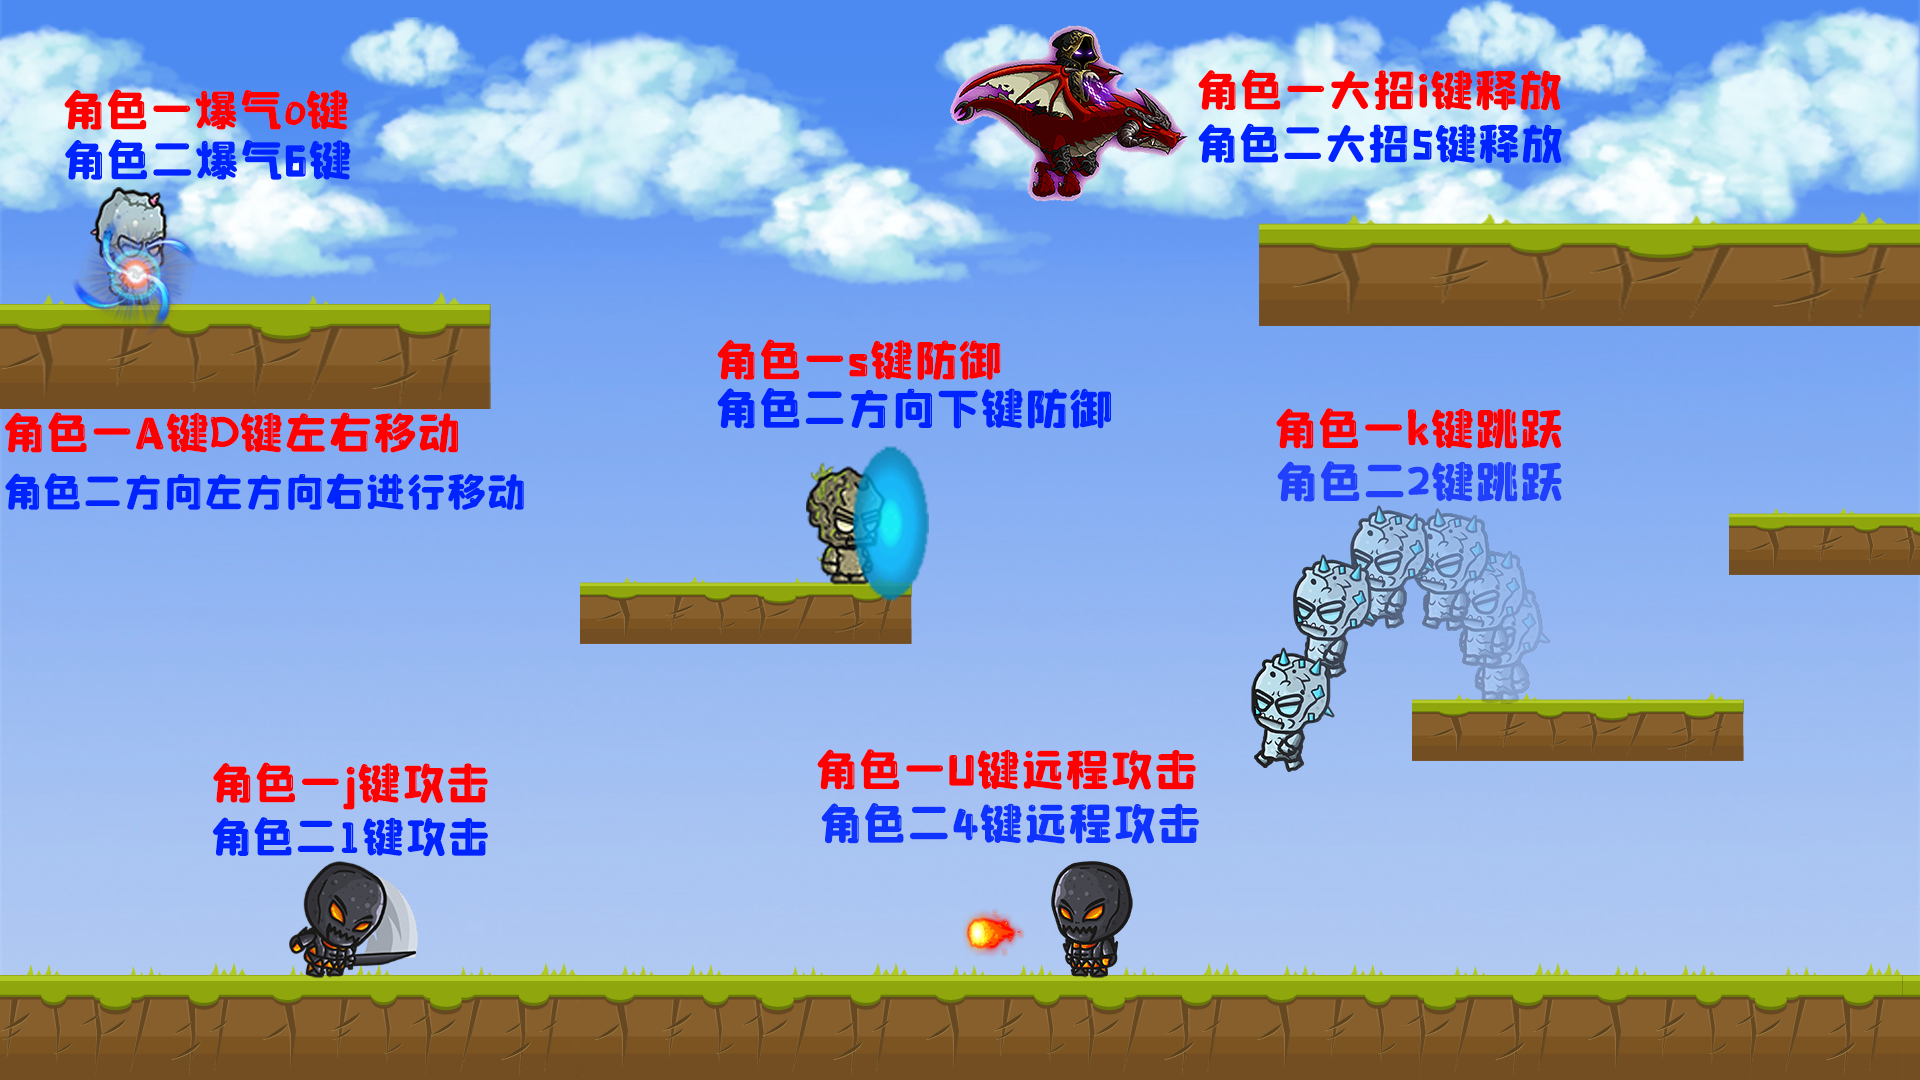 角色一爆气o键
角色二爆气6键
角色一大招i键释放
角色二大招5键释放
角色一s键防御
角色二方向下键防御
角色一A键D键左右移动
角色二方向左方向右进行移动
角色一k键跳跃
角色二2键跳跃
角色一j键攻击
角色二1键攻击
角色一U键远程攻击
角色二4键远程攻击